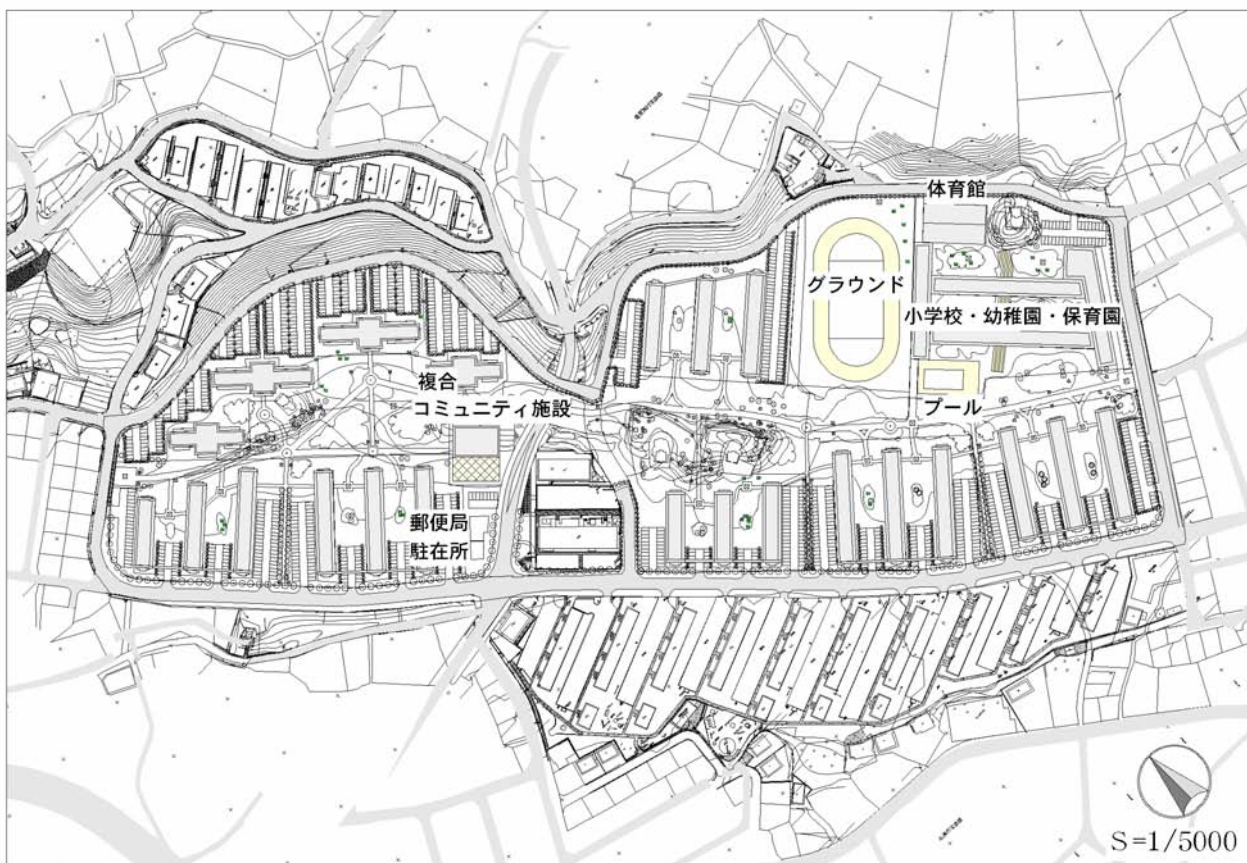 体育館
グラウンド
小学校・幼稚園・保育園
複合
コミュニティ施設
プール
郵便局
駐在所
S=1/5000